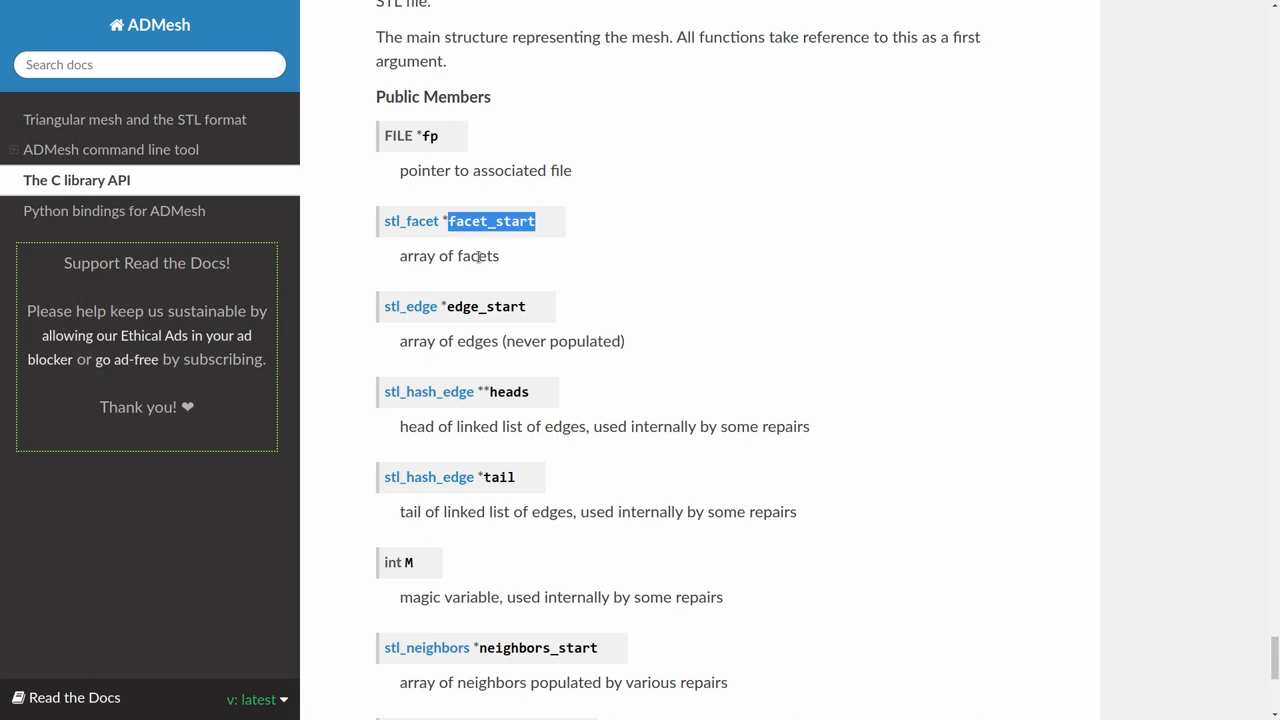 ADMesh
Search docs
Triangular mesh and the STL format
ADMesh command line tool
The C library API
Python bindings for ADMesh
Support Read the Docs!
Please help keep us sustainable by
allowing our Ethical Ads in your ad
blocker or go ad-free by subscribing.
Thank you! ❤
Read the Docs
v: latest
STL file.
The main structure representing the mesh. All functions take reference to this as a first
argument.
Public Members
FILE *fp
pointer to associated file
stl_facet *facet_start
array of facets
stl_edge *edge_start
array of edges (never populated)
stl_hash_edge **heads
head of linked list of edges, used internally by some repairs
stl_hash_edge *tail
tail of linked list of edges, used internally by some repairs
int M
magic variable, used internally by some repairs
stl_neighbors *neighbors_start
array of neighbors populated by various repairs